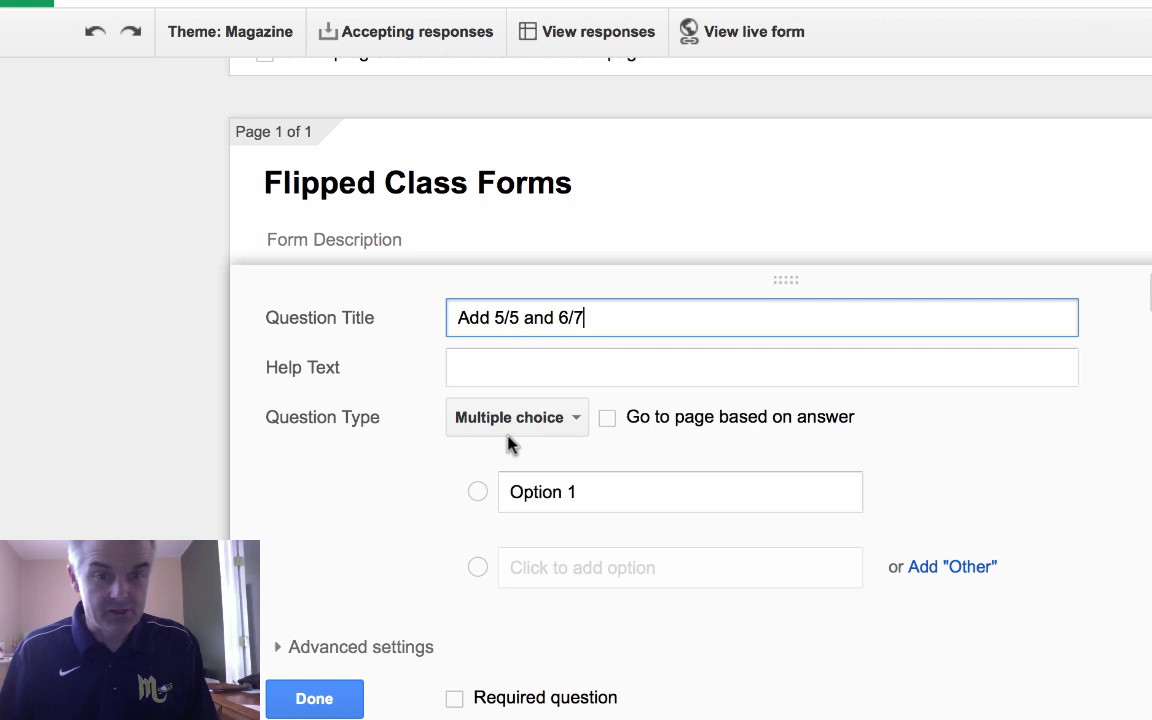 Theme: Magazine
Accepting responses
View responses
View live form
Page 1 of 1
Flipped Class Forms
Form Description
Question Title
Add 5/5 and 6/7
Help Text
Question Type
Multiple choice
Go to page based on answer
Option 1
Click to add option
or Add "Other"
Advanced settings
Done
Required question
M